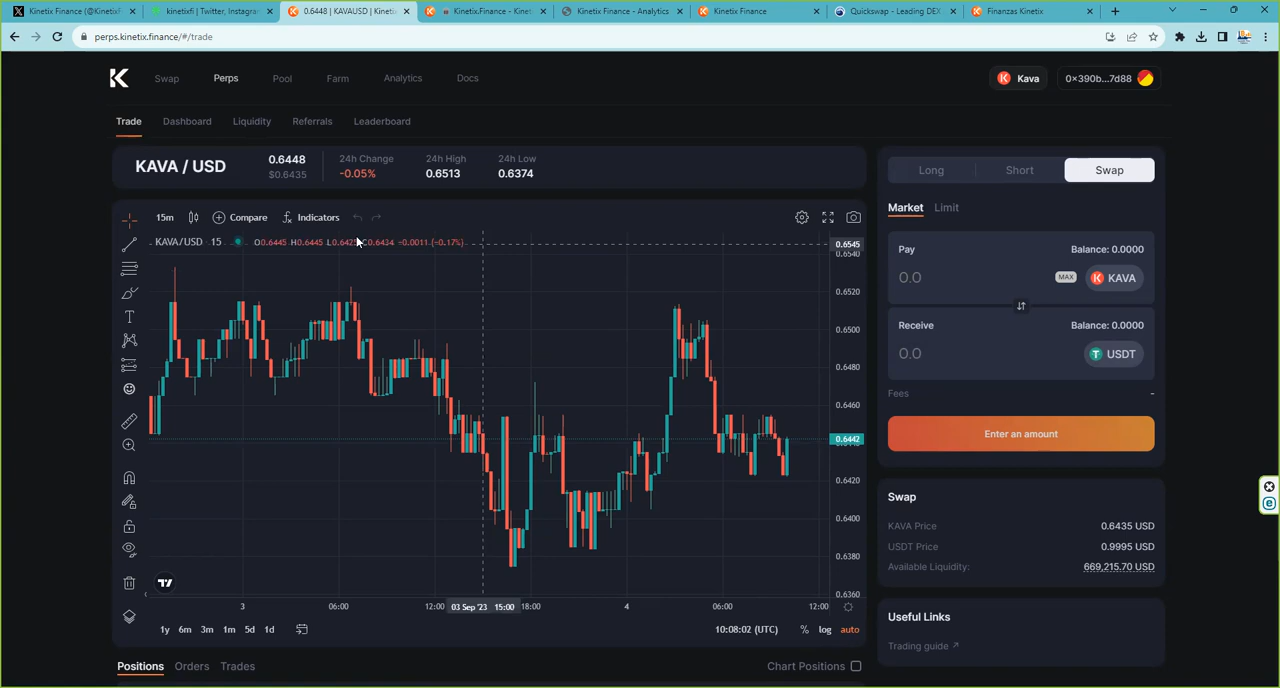 Kinetix Finance (@KinetixF
kinetixfi | Twitter, Instagram
0.6448 | KAVAUSD | Kinetix
Kinetix.Finance - Kinet
Kinetix Finance - Analytics
Kinetix Finance
Quickswap - Leading DEX
Finanzas Kinetix
perps.kinetix.finance/#/trade
Swap Perps Pool Farm Analytics Docs
Kava 0×390b...7d88
Trade Dashboard Liquidity Referrals Leaderboard
KAVA / USD
0.6448
$0.6435
24h Change
-0.05%
24h High
0.6513
24h Low
0.6374
15m Compare Indicators
KAVA/USD 15 O0.6445 H0.6445 L0.6425 C0.6434 −0.0011 (−0.17%)
0.6545
0.6540
0.6520
0.6500
0.6480
0.6460
0.6442
0.6420
0.6400
0.6380
0.6360
3 06:00 12:00 03 Sep '23 15:00 18:00 4 06:00 12:00
1y 6m 3m 1m 5d 1d
10:08:02 (UTC) % log auto
Positions Orders Trades
Chart Positions
Long Short Swap
Market Limit
Pay Balance: 0.0000
0.0 MAX KAVA
Receive Balance: 0.0000
0.0 USDT
Fees -
Enter an amount
Swap
KAVA Price 0.6435 USD
USDT Price 0.9995 USD
Available Liquidity: 669,215.70 USD
Useful Links
Trading guide